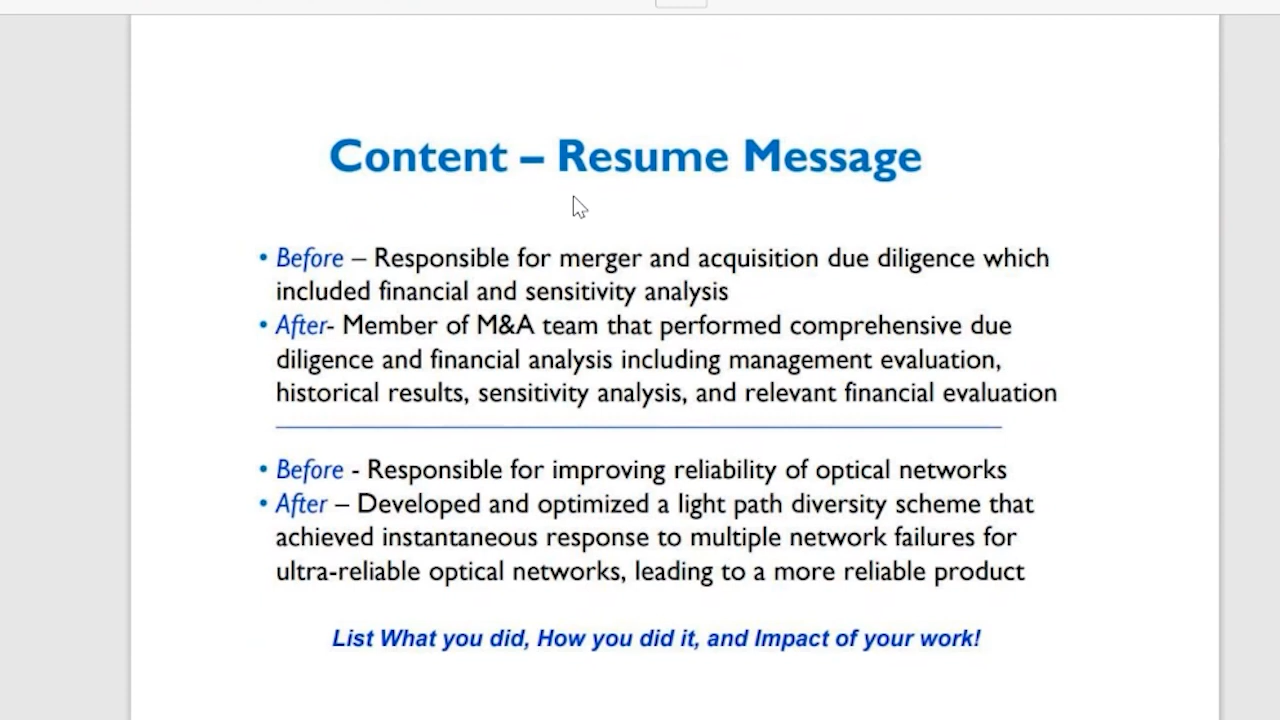 Content – Resume Message
• Before – Responsible for merger and acquisition due diligence which
included financial and sensitivity analysis
• After- Member of M&A team that performed comprehensive due
diligence and financial analysis including management evaluation,
historical results, sensitivity analysis, and relevant financial evaluation
• Before - Responsible for improving reliability of optical networks
• After – Developed and optimized a light path diversity scheme that
achieved instantaneous response to multiple network failures for
ultra-reliable optical networks, leading to a more reliable product
List What you did, How you did it, and Impact of your work!